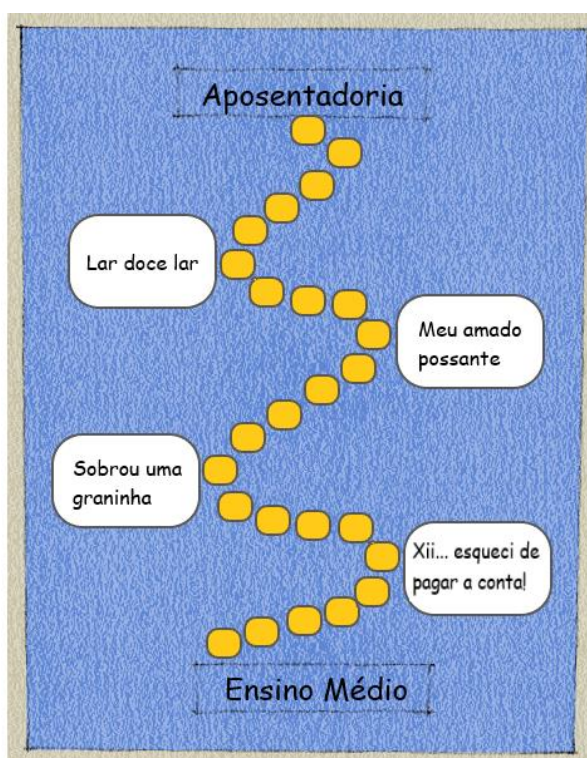 Aposentadoria
Lar doce lar
Meu amado
possante
Sobrou uma
graninha
Xii... esqueci de
pagar a conta!
Ensino Médio